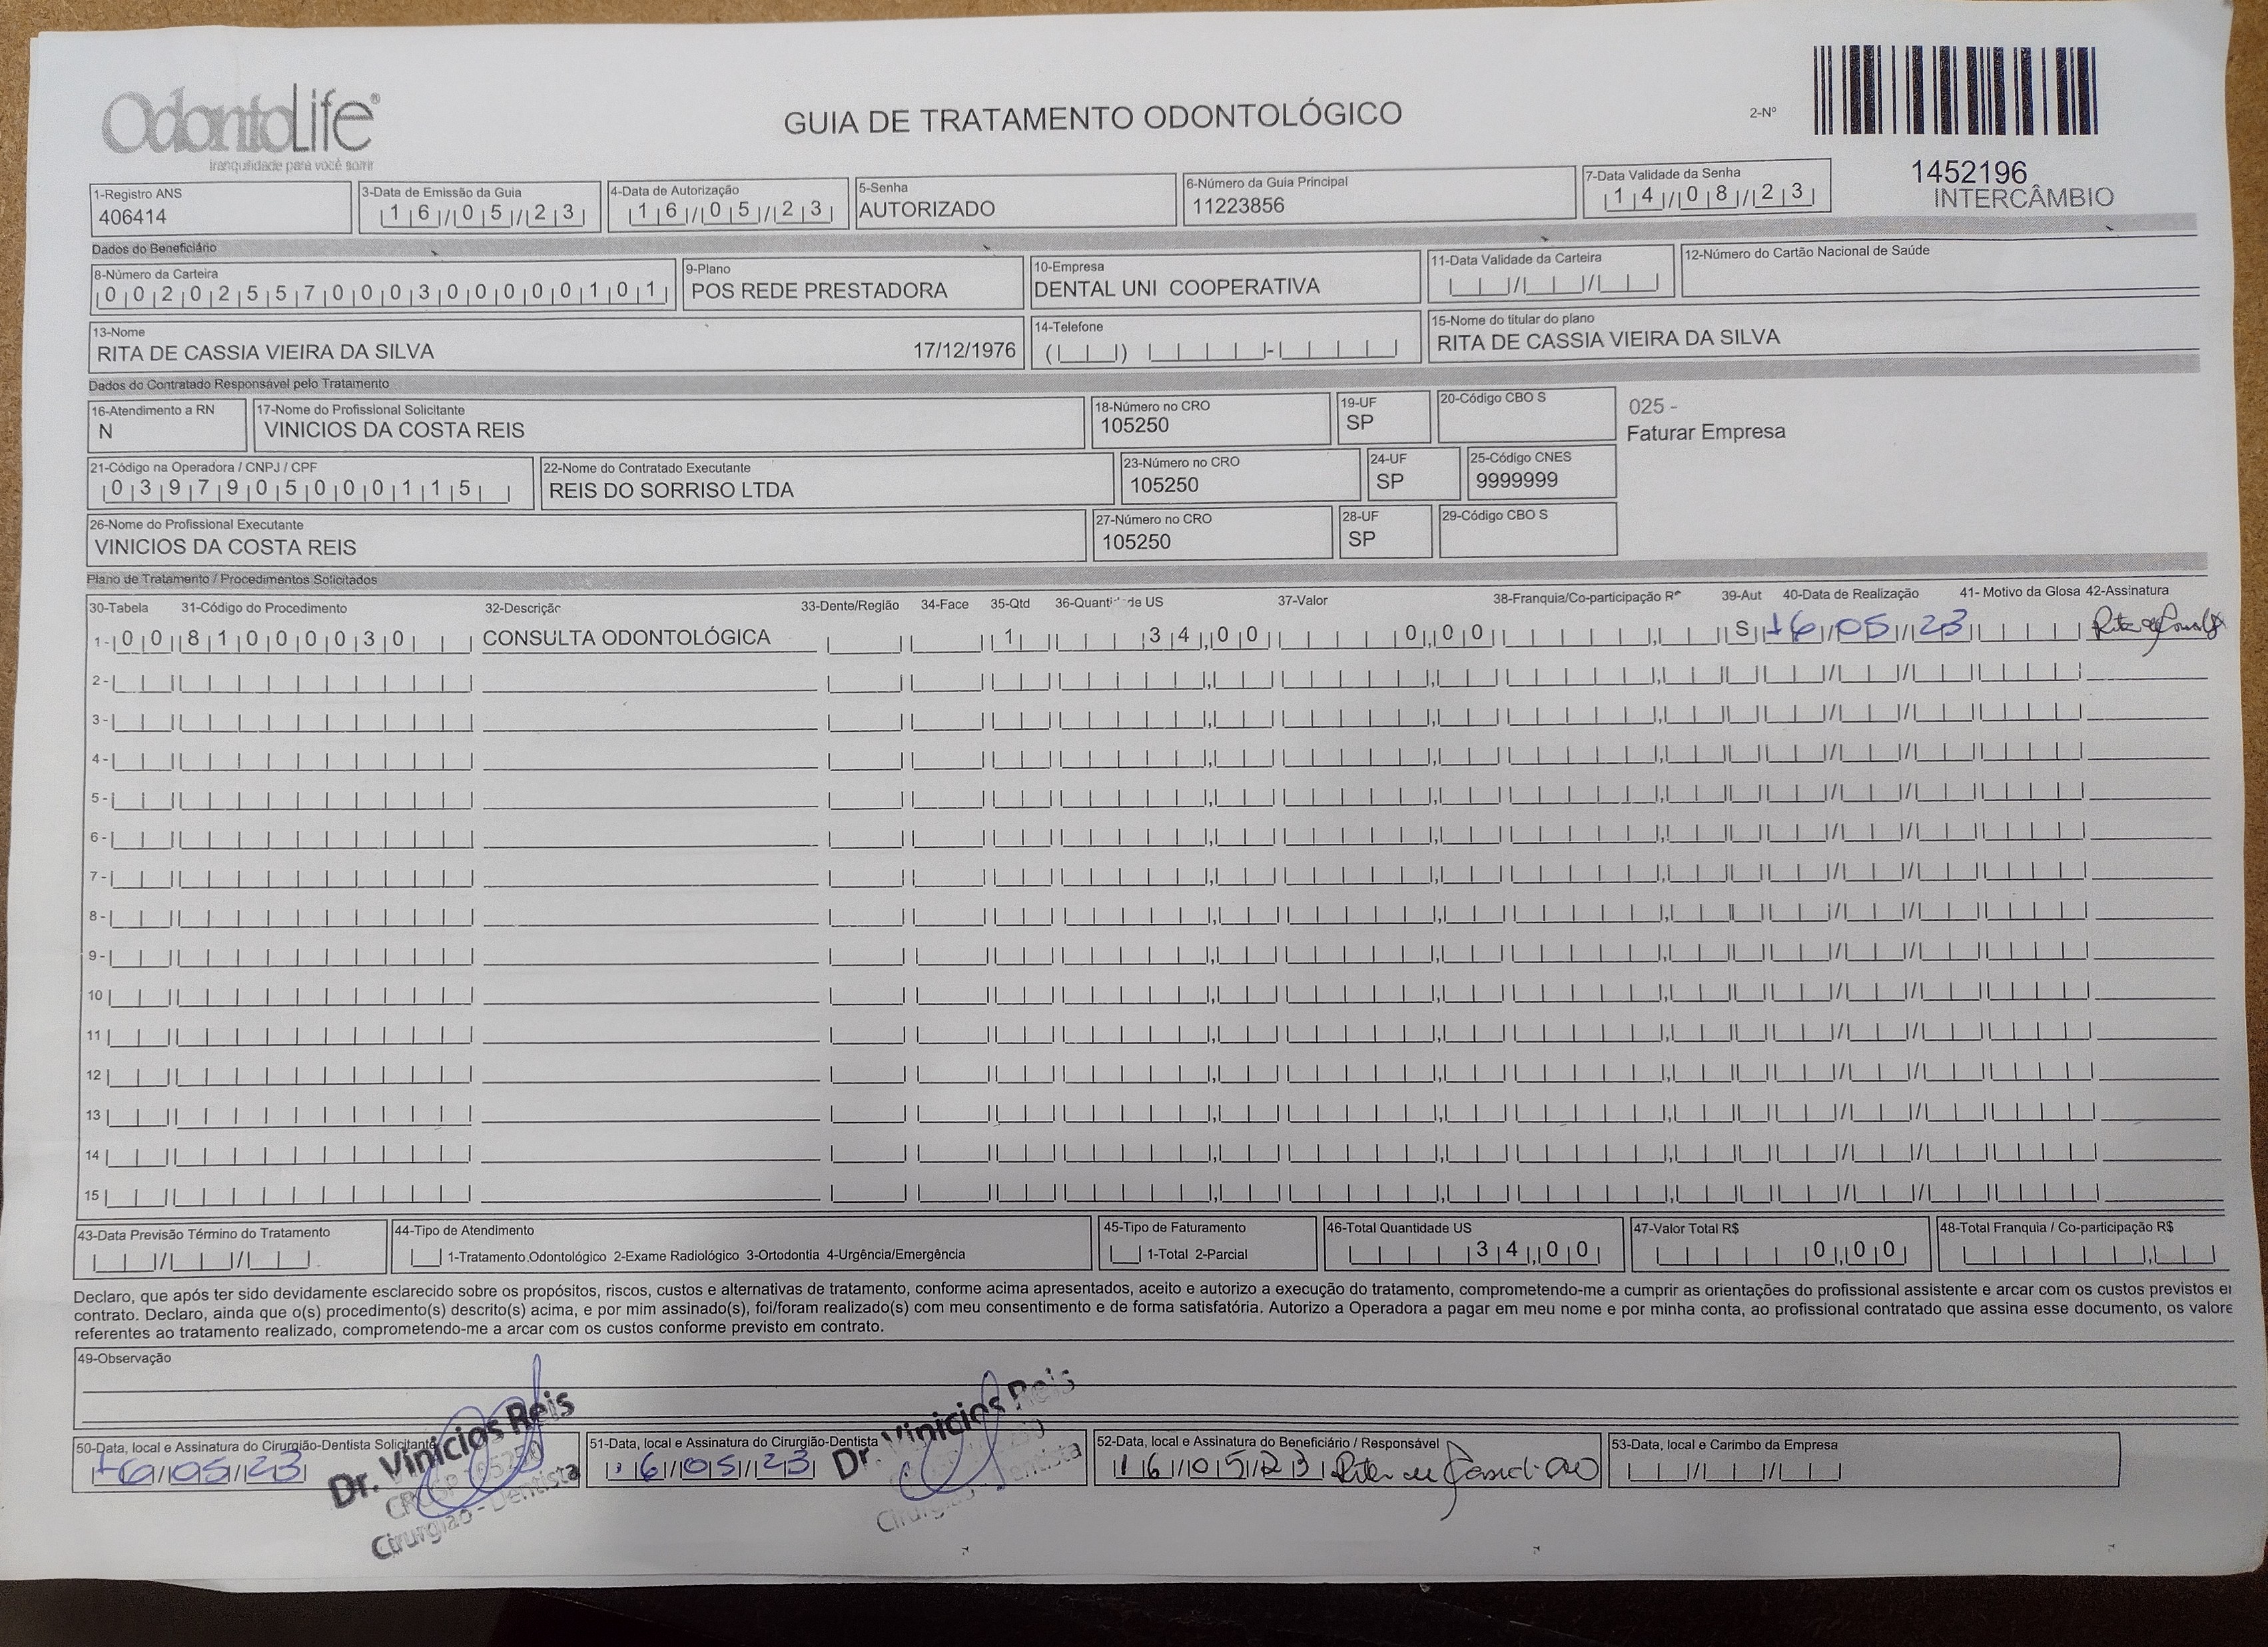 OdontoLife®
tranquilidade para você sorrir
GUIA DE TRATAMENTO ODONTOLÓGICO
2-Nº
1452196
INTERCÂMBIO
1-Registro ANS
406414
3-Data de Emissão da Guia
16/05/23
4-Data de Autorização
16/05/23
5-Senha
AUTORIZADO
6-Número da Guia Principal
11223856
7-Data Validade da Senha
14/08/23
Dados do Beneficiário
8-Número da Carteira
00202557000300000101
9-Plano
POS REDE PRESTADORA
10-Empresa
DENTAL UNI COOPERATIVA
11-Data Validade da Carteira
12-Número do Cartão Nacional de Saúde
13-Nome
RITA DE CASSIA VIEIRA DA SILVA 17/12/1976
14-Telefone
15-Nome do titular do plano
RITA DE CASSIA VIEIRA DA SILVA
Dados do Contratado Responsável pelo Tratamento
16-Atendimento a RN
N
17-Nome do Profissional Solicitante
VINICIOS DA COSTA REIS
18-Número no CRO
105250
19-UF
SP
20-Código CBO S
025 -
Faturar Empresa
21-Código na Operadora / CNPJ / CPF
0397905000115
22-Nome do Contratado Executante
REIS DO SORRISO LTDA
23-Número no CRO
105250
24-UF
SP
25-Código CNES
9999999
26-Nome do Profissional Executante
VINICIOS DA COSTA REIS
27-Número no CRO
105250
28-UF
SP
29-Código CBO S
Plano de Tratamento / Procedimentos Solicitados
30-Tabela 31-Código do Procedimento 32-Descrição 33-Dente/Região 34-Face 35-Qtd 36-Quantidade US 37-Valor 38-Franquia/Co-participação R$ 39-Aut 40-Data de Realização 41- Motivo da Glosa 42-Assinatura
1- 00 81000030 CONSULTA ODONTOLÓGICA 1 34,00 0,00 S 16/05/23
2-
3-
4-
5-
6-
7-
8-
9-
10
11
12
13
14
15
43-Data Previsão Término do Tratamento
44-Tipo de Atendimento
1-Tratamento Odontológico 2-Exame Radiológico 3-Ortodontia 4-Urgência/Emergência
45-Tipo de Faturamento
1-Total 2-Parcial
46-Total Quantidade US
34,00
47-Valor Total R$
0,00
48-Total Franquia / Co-participação R$
Declaro, que após ter sido devidamente esclarecido sobre os propósitos, riscos, custos e alternativas de tratamento, conforme acima apresentados, aceito e autorizo a execução do tratamento, comprometendo-me a cumprir as orientações do profissional assistente e arcar com os custos previstos
contrato. Declaro, ainda que o(s) procedimento(s) descrito(s) acima, e por mim assinado(s), foi/foram realizado(s) com meu consentimento e de forma satisfatória. Autorizo a Operadora a pagar em meu nome e por minha conta, ao profissional contratado que assina esse documento, os valore
referentes ao tratamento realizado, comprometendo-me a arcar com os custos conforme previsto em contrato.
49-Observação
50-Data, local e Assinatura do Cirurgião-Dentista Solicitante
16/05/23
Dr. Vinicios Reis
CROSP 105250
Cirurgião - Dentista
51-Data, local e Assinatura do Cirurgião-Dentista
16/05/23
Dr. Vinicios Reis
52-Data, local e Assinatura do Beneficiário / Responsável
16/05/23 Rita de
53-Data, local e Carimbo da Empresa